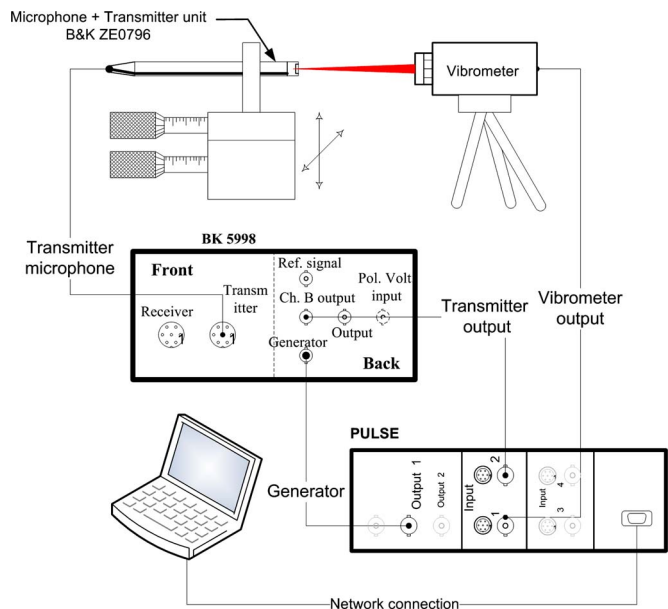 Microphone + Transmitter unit
B&K ZE0796
Vibrometer
Transmitter
microphone
BK 5998
Front
Ref. signal
Transm
itter
Ch. B output
Pol. Volt
input
Receiver
Output
Generator
Back
Transmitter
output
Vibrometer
output
PULSE
Generator
Output 1
Output 2
Input
1
2
Input
3
4
Network connection